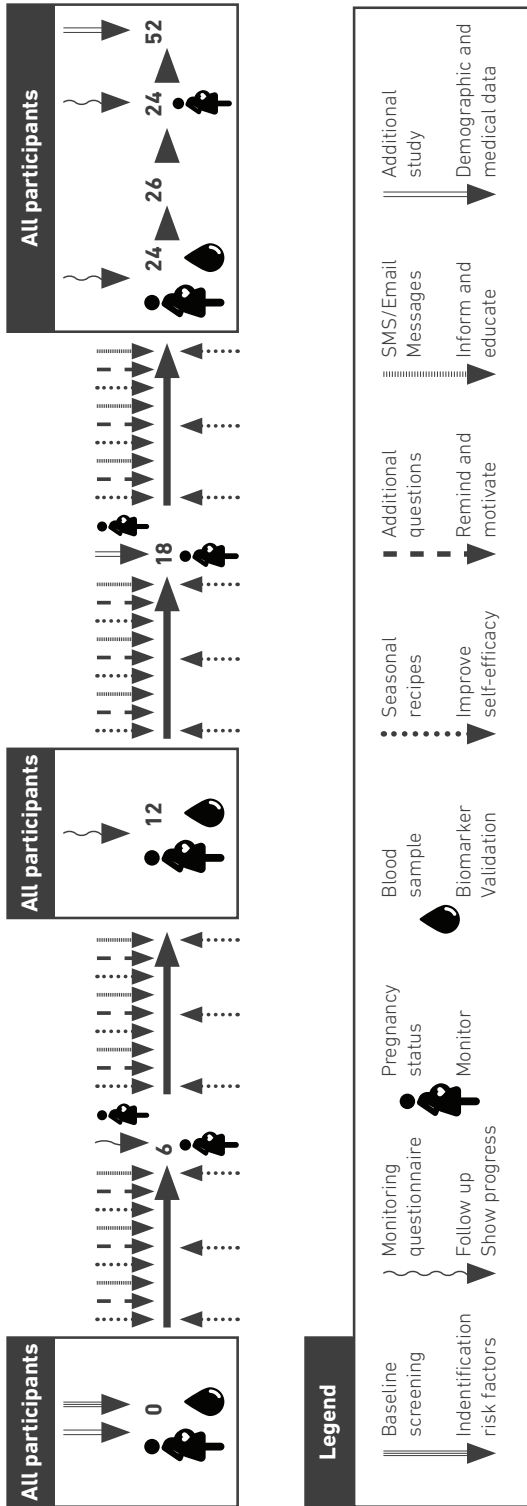 All participants
0
6
All participants
12
18
All participants
24
26
24
52
Legend
Baseline
screening
Indentification
risk factors
Monitoring
questionnaire
Follow up
Show progress
Pregnancy
status
Monitor
Blood
sample
Biomarker
Validation
Seasonal
recipes
Improve
self-efficacy
Additional
questions
Remind and
motivate
SMS/Email
Messages
Inform and
educate
Additional
study
Demographic and
medical data